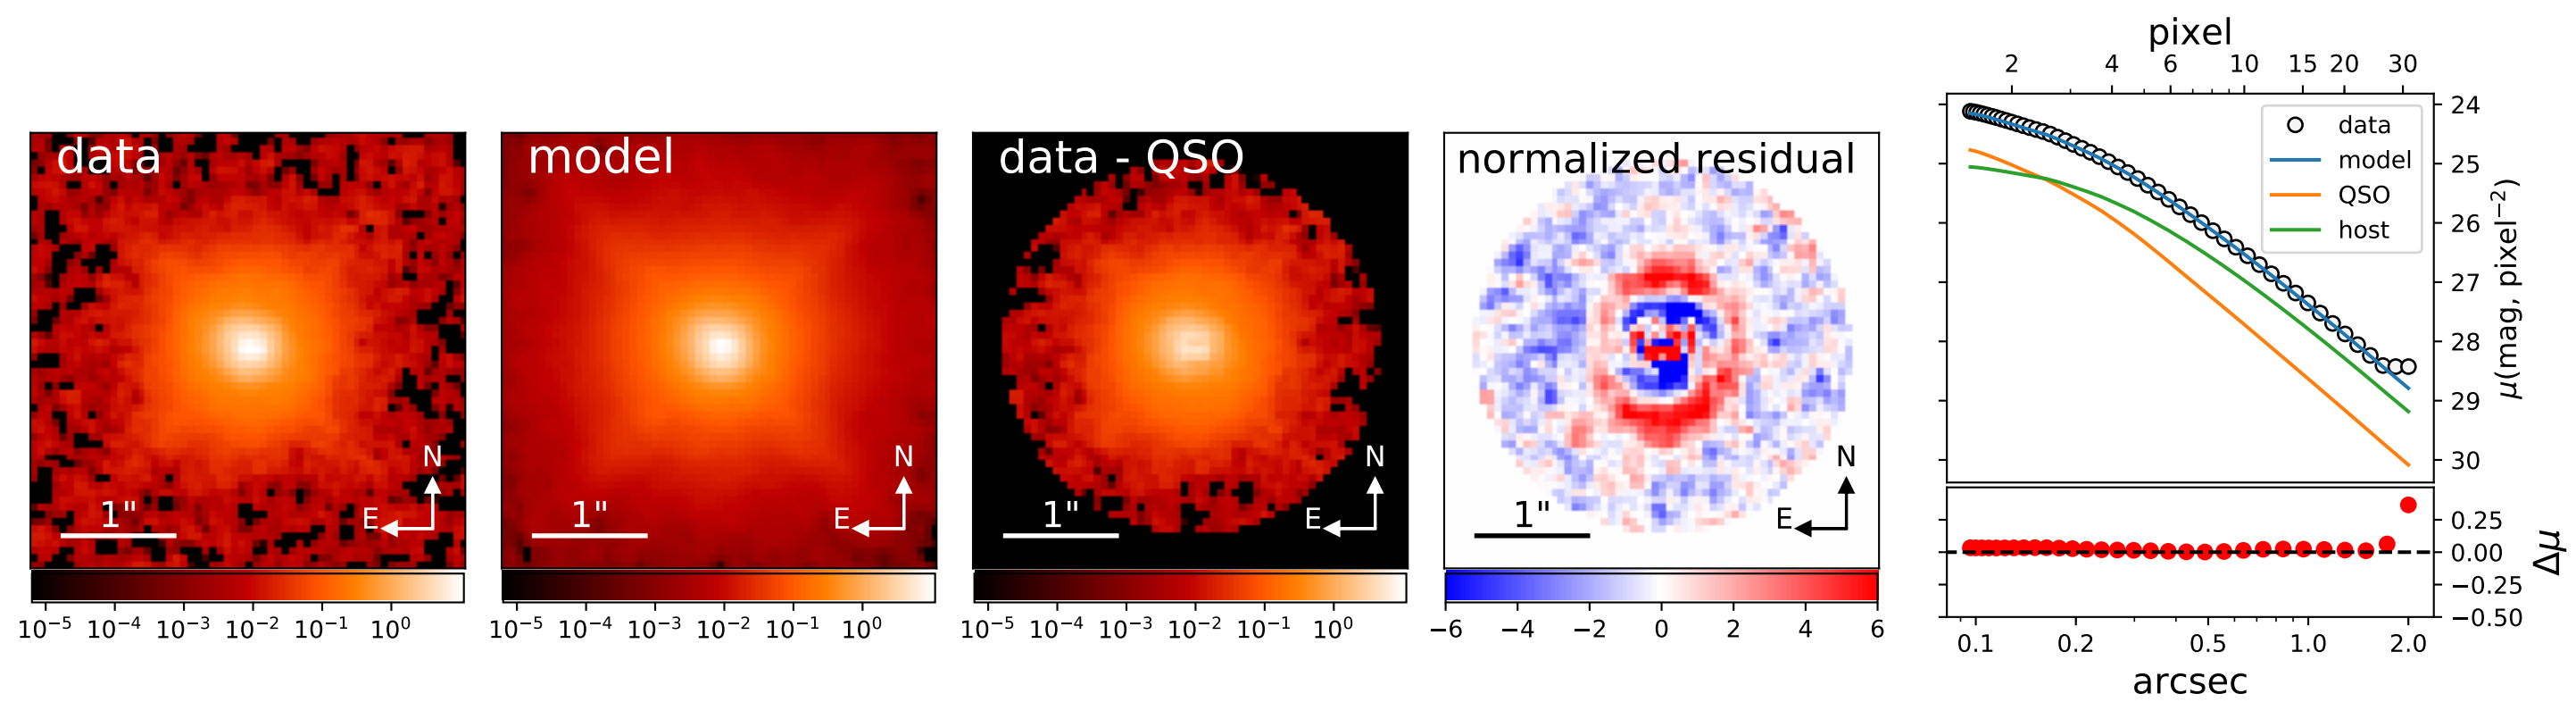 data
N
E
1"
10⁻⁵ 10⁻⁴ 10⁻³ 10⁻² 10⁻¹ 10⁰
model
N
E
1"
10⁻⁵ 10⁻⁴ 10⁻³ 10⁻² 10⁻¹ 10⁰
data - QSO
N
E
1"
10⁻⁵ 10⁻⁴ 10⁻³ 10⁻² 10⁻¹ 10⁰
normalized residual
N
E
1"
−6 −4 −2 0 2 4 6
pixel
2 4 6 10 15 20 30
data
model
QSO
host
24
25
26
27
28
29
30
μ(mag, pixel⁻²)
0.25
0.00
−0.25
−0.50
Δμ
0.1 0.2 0.5 1.0 2.0
arcsec